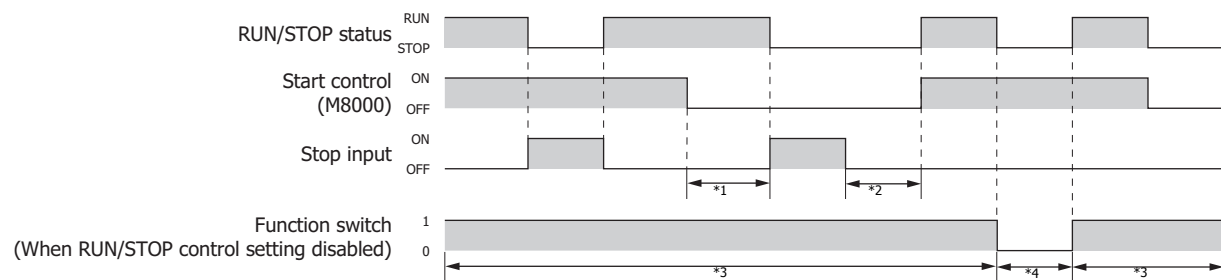 RUN/STOP status
RUN
STOP
Start control
(M8000)
ON
OFF
Stop input
ON
OFF
*1
*2
Function switch
(When RUN/STOP control setting disabled)
1
0
*3
*4
*3